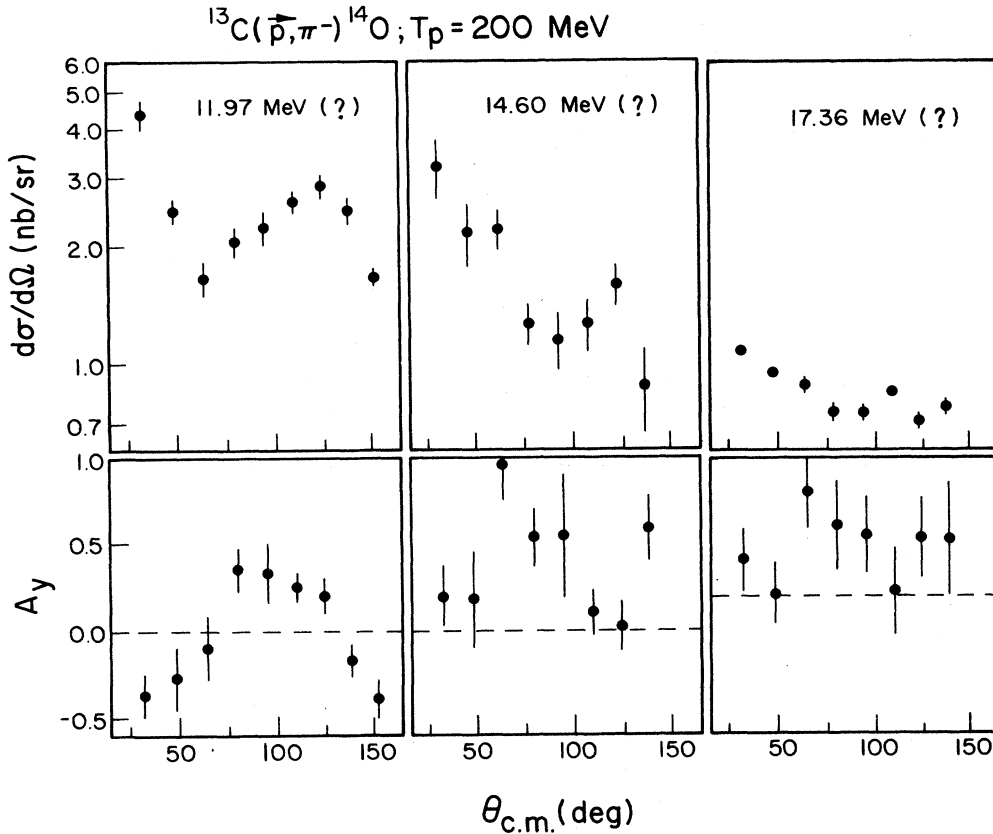 ¹³C(p⃗,π⁻)¹⁴O; Tp = 200 MeV
11.97 MeV (?)
14.60 MeV (?)
17.36 MeV (?)
dσ/dΩ (nb/sr)
6.0
5.0
4.0
3.0
2.0
1.0
0.7
Ay
1.0
0.5
0.0
-0.5
50 100 150
50 100 150
50 100 150
θc.m.(deg)